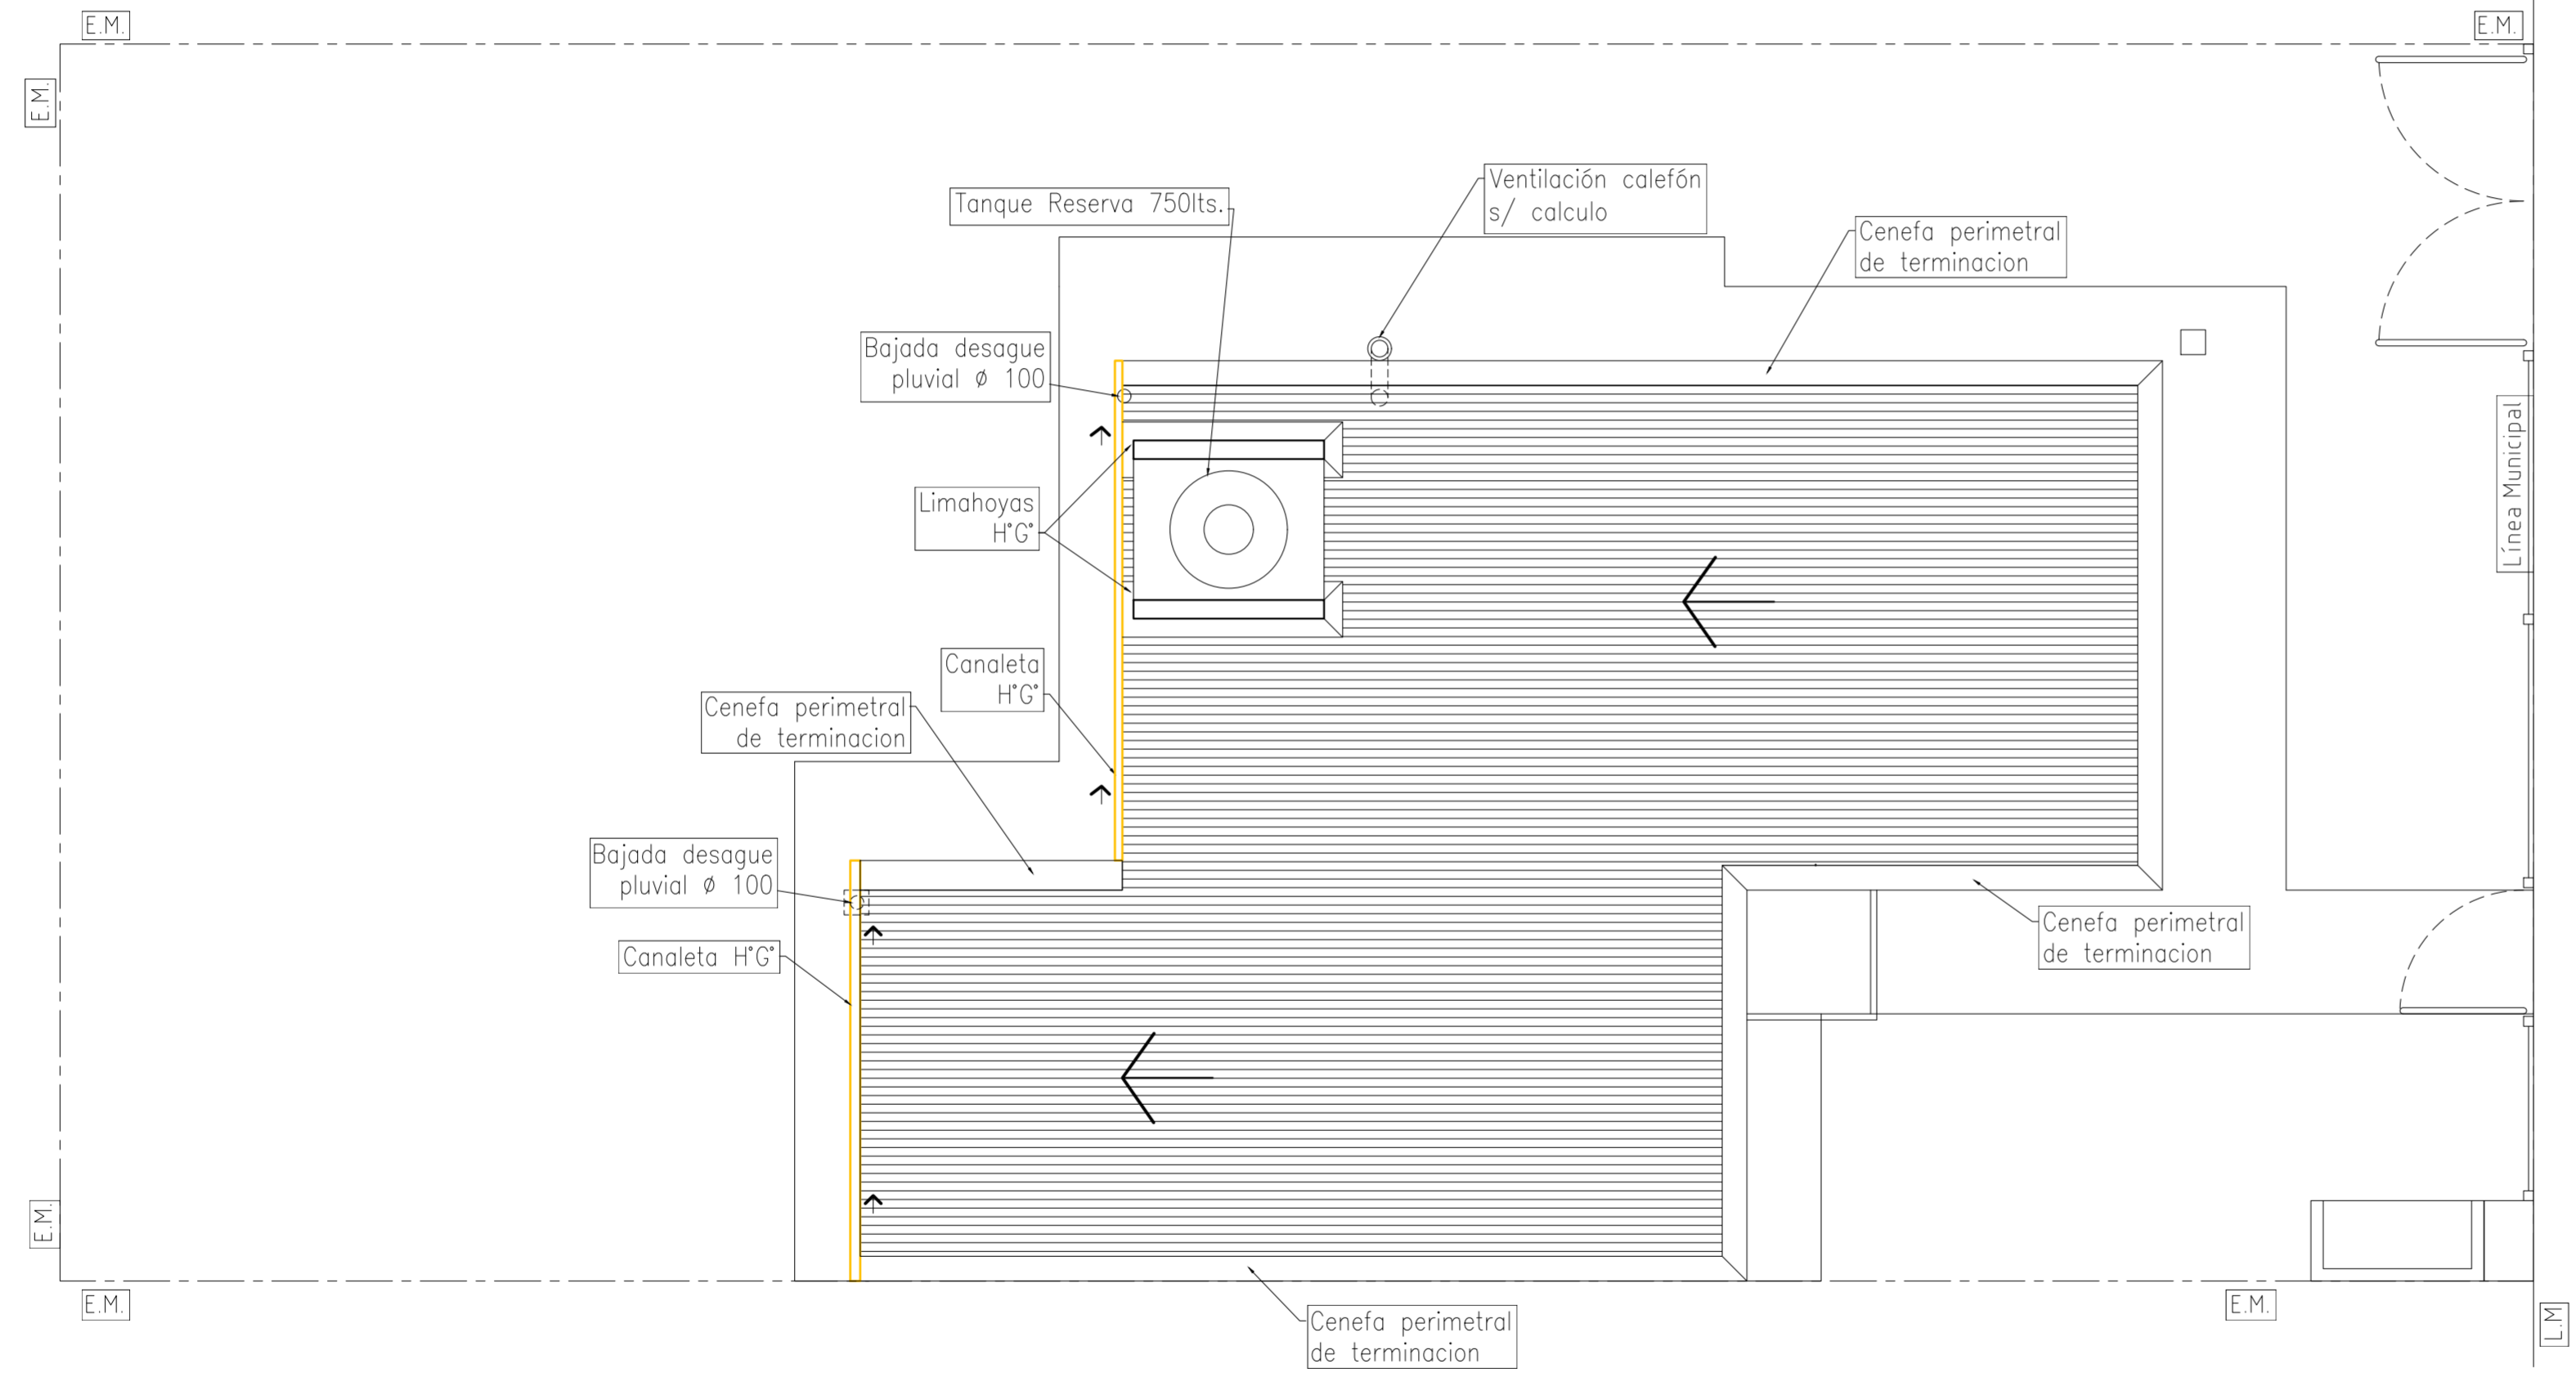 E.M.
E.M.
E.M.
Tanque Reserva 750lts.
Ventilación calefón
s/ calculo
Cenefa perimetral
de terminacion
Bajada desague
pluvial ø 100
Línea Municipal
Limahoyas
H°G°
Canaleta
H°G°
Cenefa perimetral
de terminacion
Bajada desague
pluvial ø 100
Canaleta H°G°
Cenefa perimetral
de terminacion
E.M.
E.M.
E.M.
Cenefa perimetral
de terminacion
L.M